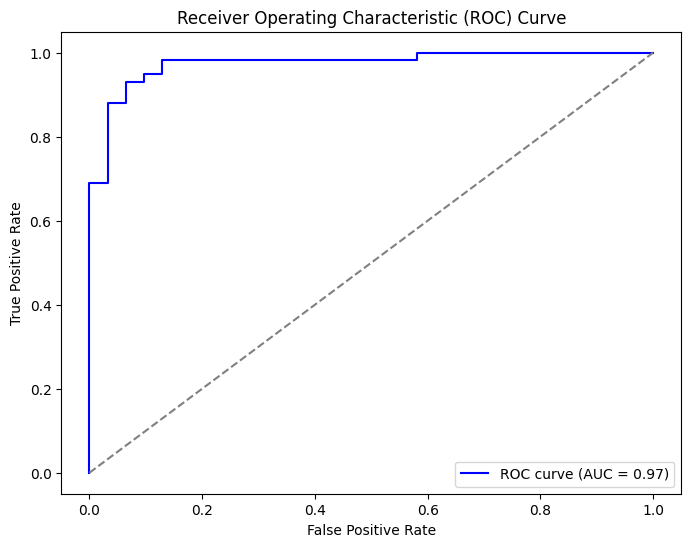 Receiver Operating Characteristic (ROC) Curve
1.0
0.8
0.6
0.4
0.2
0.0
True Positive Rate
0.0 0.2 0.4 0.6 0.8 1.0
False Positive Rate
ROC curve (AUC = 0.97)